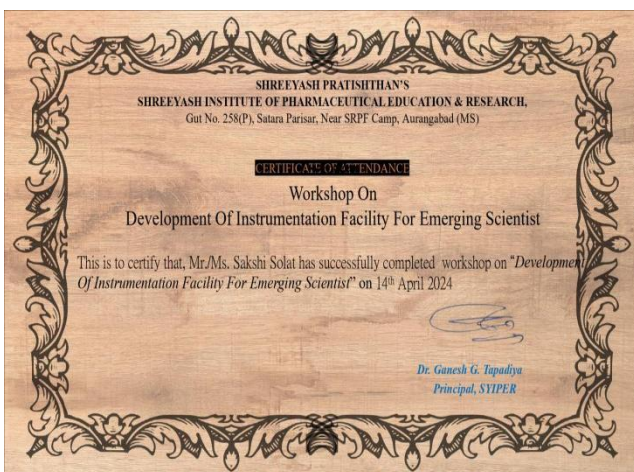 SHREEYASH PRATISHTHAN'S
SHREEYASH INSTITUTE OF PHARMACEUTICAL EDUCATION & RESEARCH,
Gut No. 258(P), Satara Parisar, Near SRPF Camp, Aurangabad (MS)
CERTIFICATE OF ATTENDANCE
Workshop On
Development Of Instrumentation Facility For Emerging Scientist
This is to certify that, Mr./Ms. Sakshi Solat has successfully completed workshop on “Development
Of Instrumentation Facility For Emerging Scientist” on 14th April 2024
Dr. Ganesh G. Tapadiya
Principal, SYIPER